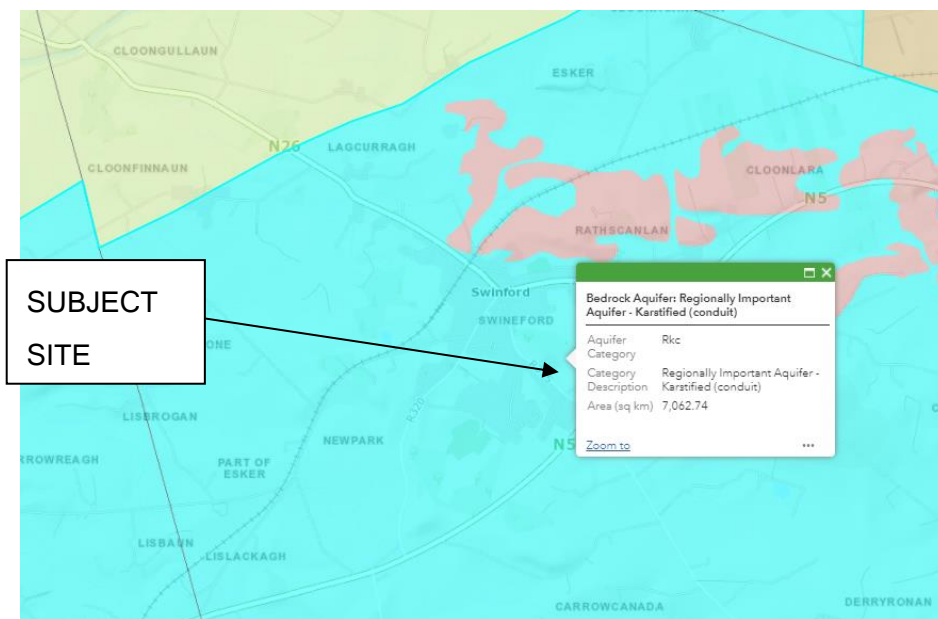 CLOONGULLAUN
ESKER
N26
LAGCURRAGH
CLOONFINNAUN
CLOONLARA
N5
RATHSCANLAN
SUBJECT
SITE
Swinford
SWINEFORD
Bedrock Aquifer: Regionally Important
Aquifer - Karstified (conduit)
Aquifer Category Rkc
Category Description Regionally Important Aquifer -
Karstified (conduit)
Area (sq km) 7,062.74
Zoom to
...
ONE
LISBROGAN
R320
NEWPARK
N5
RROWREAGH
PART OF
ESKER
LISBAUN
LISLACKAGH
CARROWCANADA
DERRYRONAN